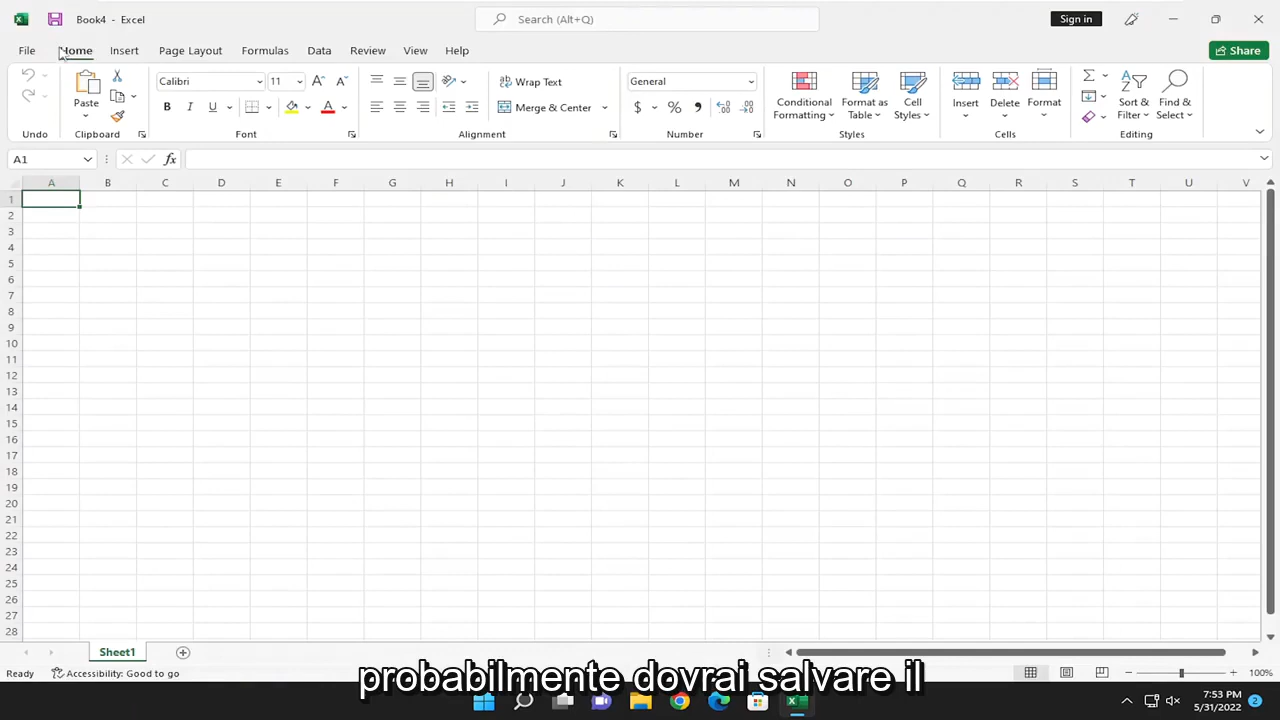 Book4 - Excel
Search (Alt+Q)
Sign in
File Home Insert Page Layout Formulas Data Review View Help
Share
Calibri 11
Wrap Text
General
Paste
B I U
A
Merge & Center
$ % 9
Conditional Formatting
Format as Table
Cell Styles
Insert Delete Format
Sort & Filter
Find & Select
Undo Clipboard Font Alignment Number Styles Cells Editing
A1
fx
A B C D E F G H I J K L M N O P Q R S T U V
1
2
3
4
5
6
7
8
9
10
11
12
13
14
15
16
17
18
19
20
21
22
23
24
25
26
27
28
Sheet1
Ready
Accessibility: Good to go
100%
probabilmente dovrai salvare il
7:53 PM
5/31/2022
2